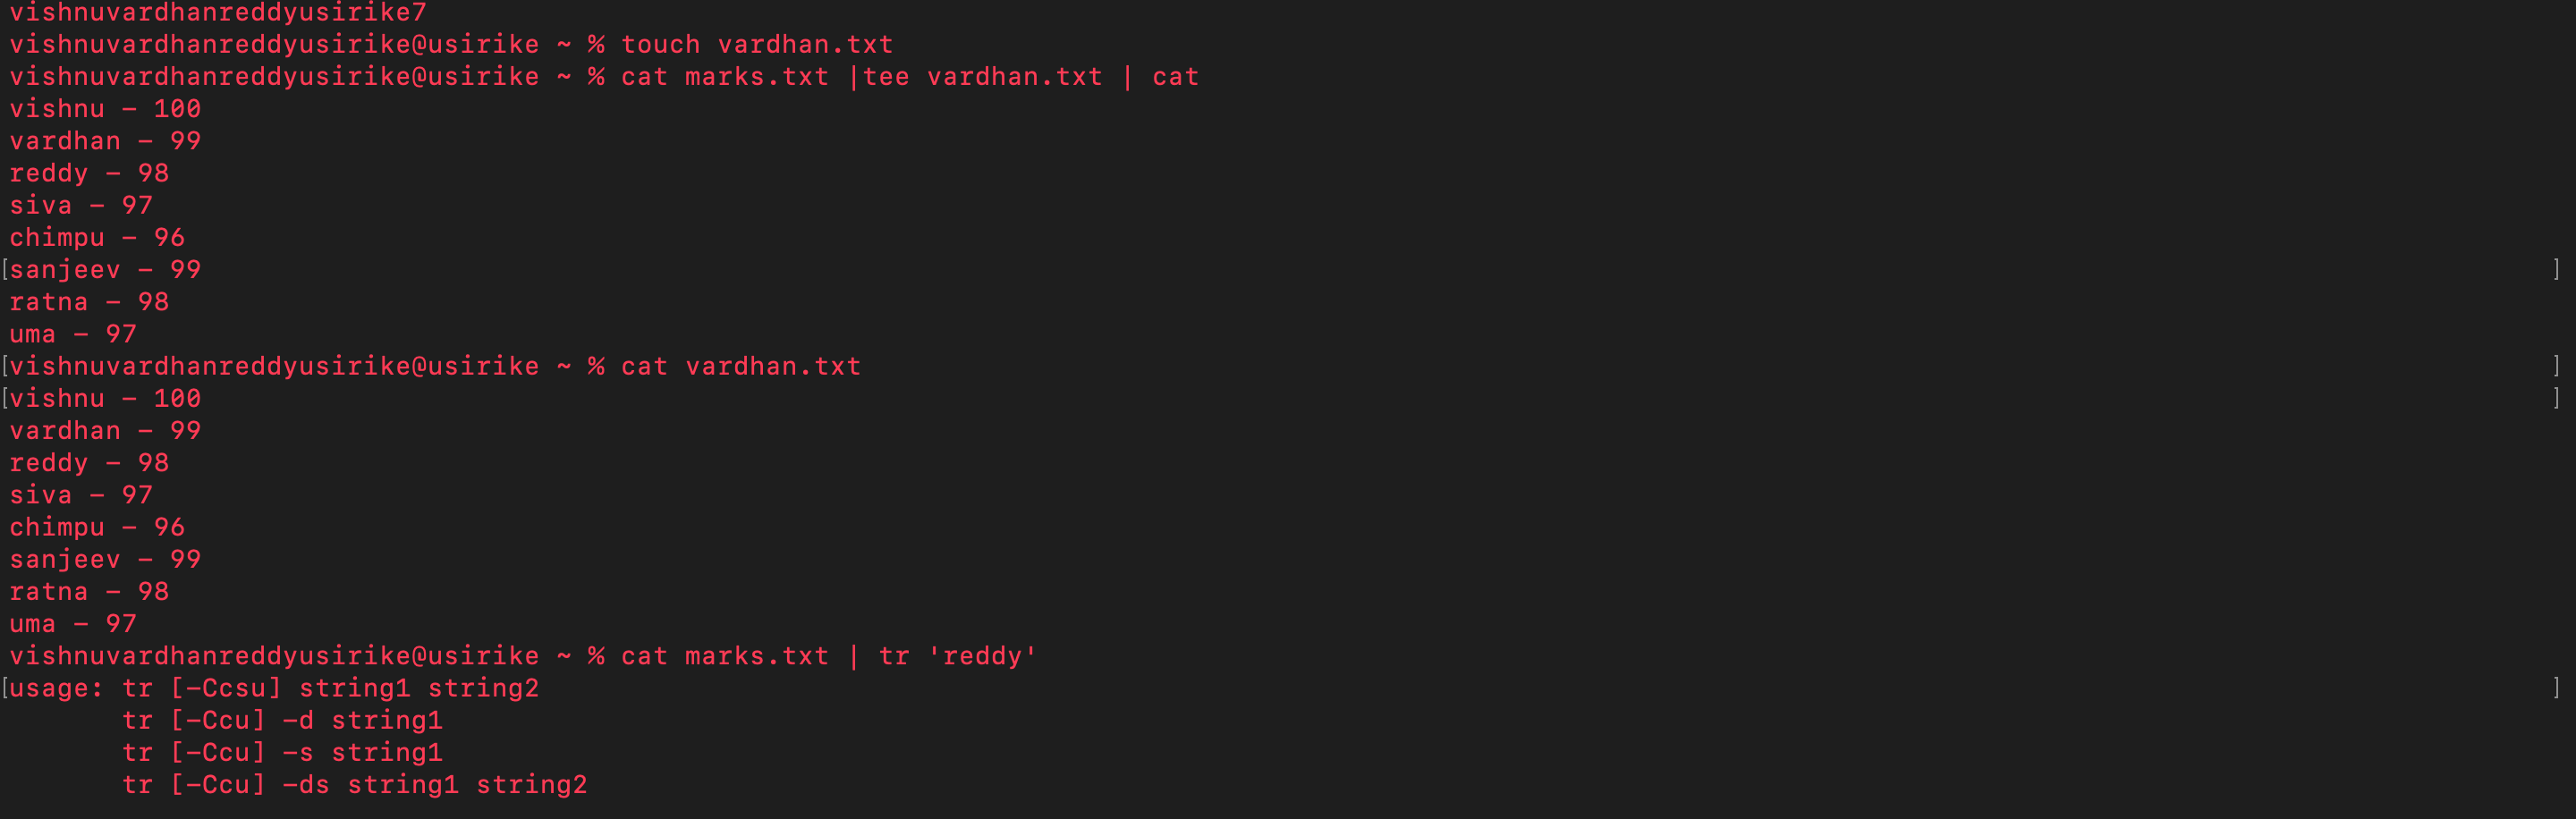 vishnuvardhanreddyusirike7
vishnuvardhanreddyusirike@usirike ~ % touch vardhan.txt
vishnuvardhanreddyusirike@usirike ~ % cat marks.txt |tee vardhan.txt | cat
vishnu - 100
vardhan - 99
reddy - 98
siva - 97
chimpu - 96
[sanjeev - 99 ]
ratna - 98
uma - 97
[vishnuvardhanreddyusirike@usirike ~ % cat vardhan.txt ]
[vishnu - 100 ]
vardhan - 99
reddy - 98
siva - 97
chimpu - 96
sanjeev - 99
ratna - 98
uma - 97
vishnuvardhanreddyusirike@usirike ~ % cat marks.txt | tr 'reddy'
[usage: tr [-Ccsu] string1 string2 ]
tr [-Ccu] -d string1
tr [-Ccu] -s string1
tr [-Ccu] -ds string1 string2